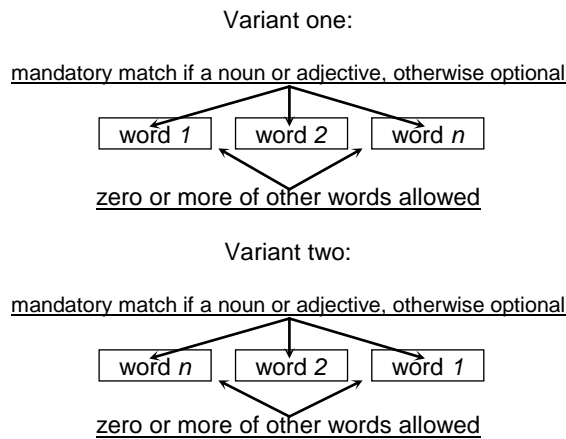 Variant one:
mandatory match if a noun or adjective, otherwise optional
word 1 word 2 word n
zero or more of other words allowed
Variant two:
mandatory match if a noun or adjective, otherwise optional
word n word 2 word 1
zero or more of other words allowed